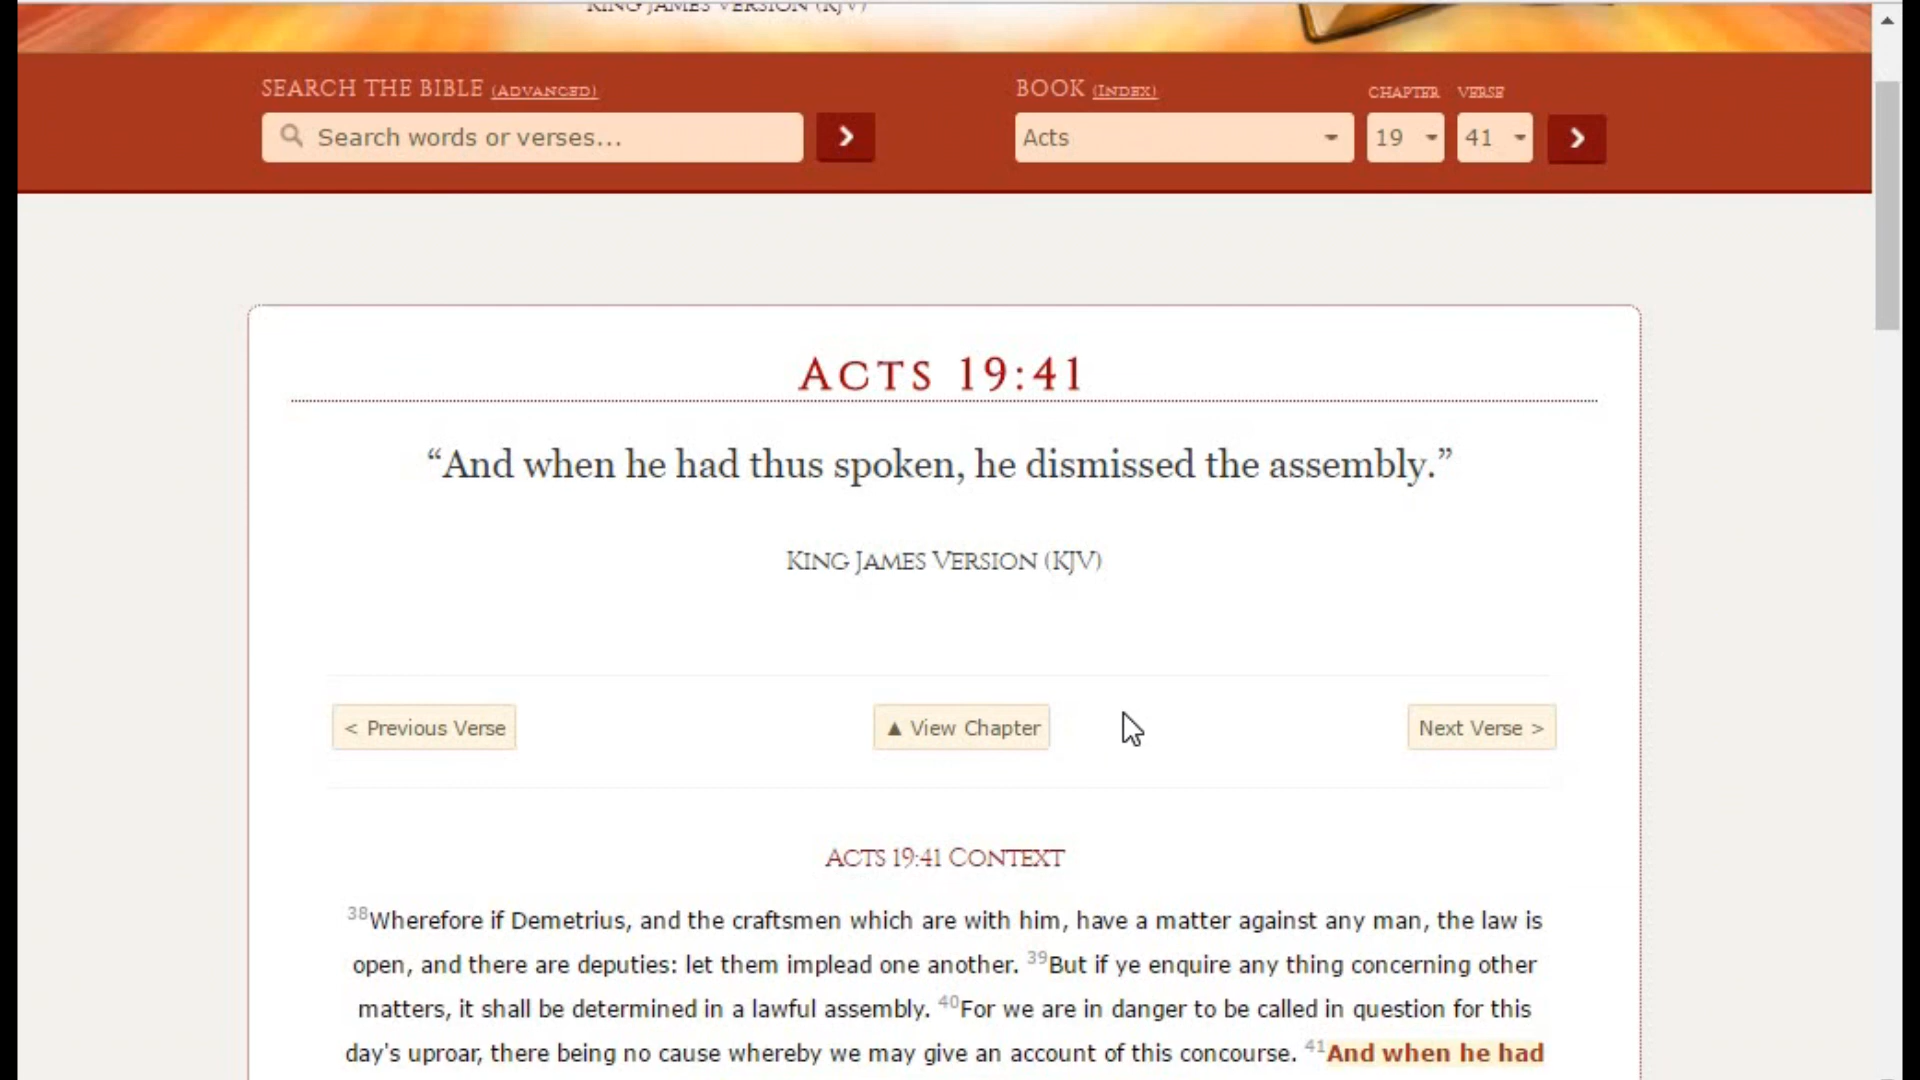 KING JAMES VERSION (KJV)
SEARCH THE BIBLE (ADVANCED)
BOOK (INDEX)
CHAPTER VERSE
Search words or verses...
Acts
19
41
ACTS 19:41
“And when he had thus spoken, he dismissed the assembly.”
KING JAMES VERSION (KJV)
< Previous Verse
▲ View Chapter
Next Verse >
ACTS 19:41 CONTEXT
38Wherefore if Demetrius, and the craftsmen which are with him, have a matter against any man, the law is
open, and there are deputies: let them implead one another. 39But if ye enquire any thing concerning other
matters, it shall be determined in a lawful assembly. 40For we are in danger to be called in question for this
day's uproar, there being no cause whereby we may give an account of this concourse. 41And when he had